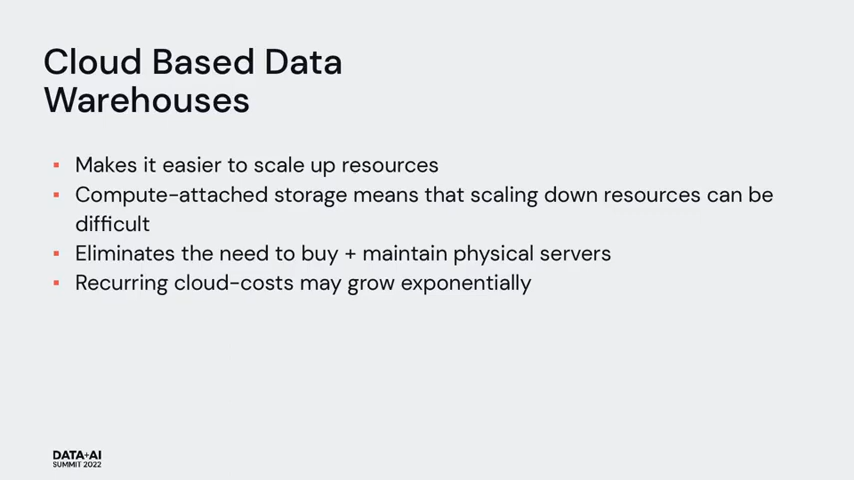 Cloud Based Data
Warehouses
▪ Makes it easier to scale up resources
▪ Compute-attached storage means that scaling down resources can be
difficult
▪ Eliminates the need to buy + maintain physical servers
▪ Recurring cloud-costs may grow exponentially
DATA+AI
SUMMIT 2022